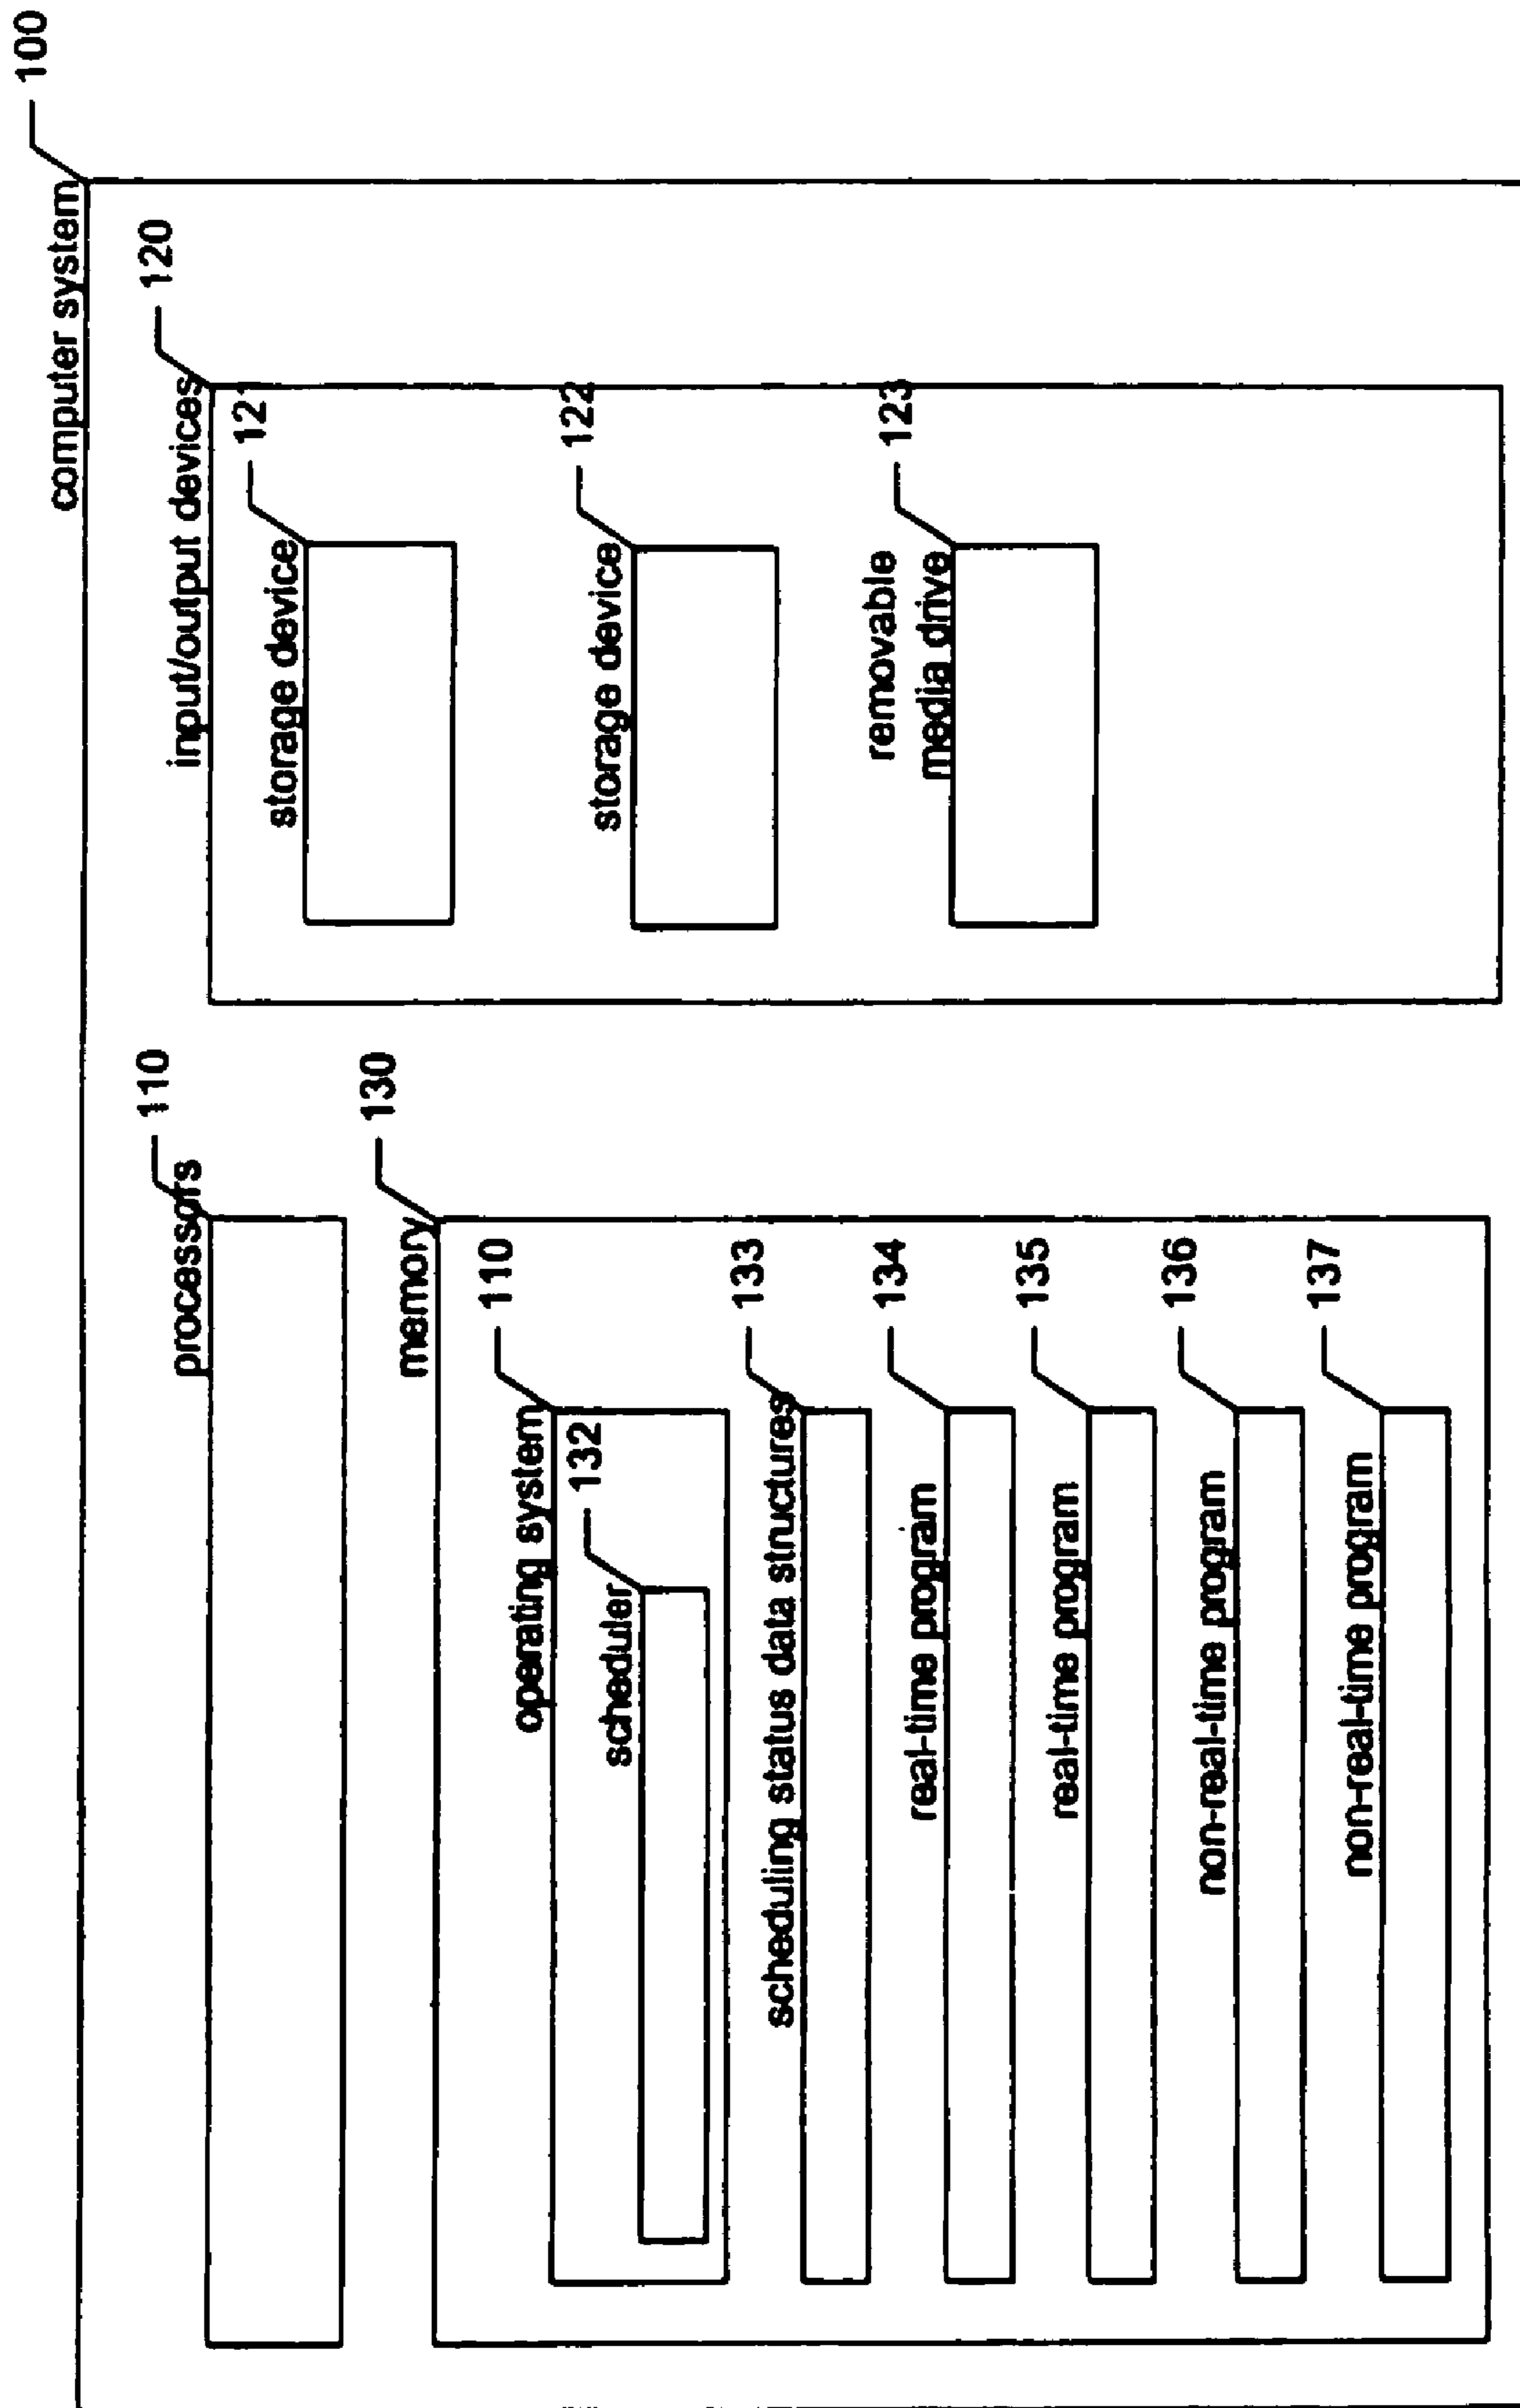 100
computer system
processors
110
memory
130
operating system
110
scheduler
132
scheduling status data structures
133
real-time program
134
real-time program
135
non-real-time program
136
non-real-time program
137
input/output devices
120
storage device
121
storage device
122
removable
media drive
123